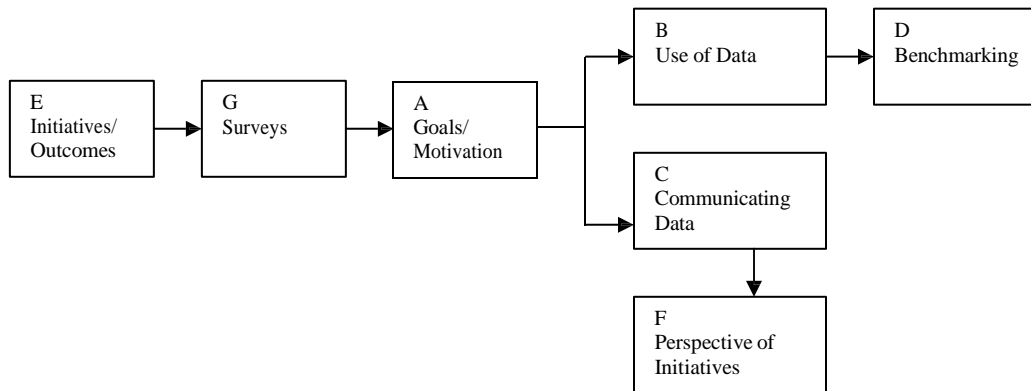 E
Initiatives/
Outcomes
G
Surveys
A
Goals/
Motivation
B
Use of Data
D
Benchmarking
C
Communicating
Data
F
Perspective of
Initiatives